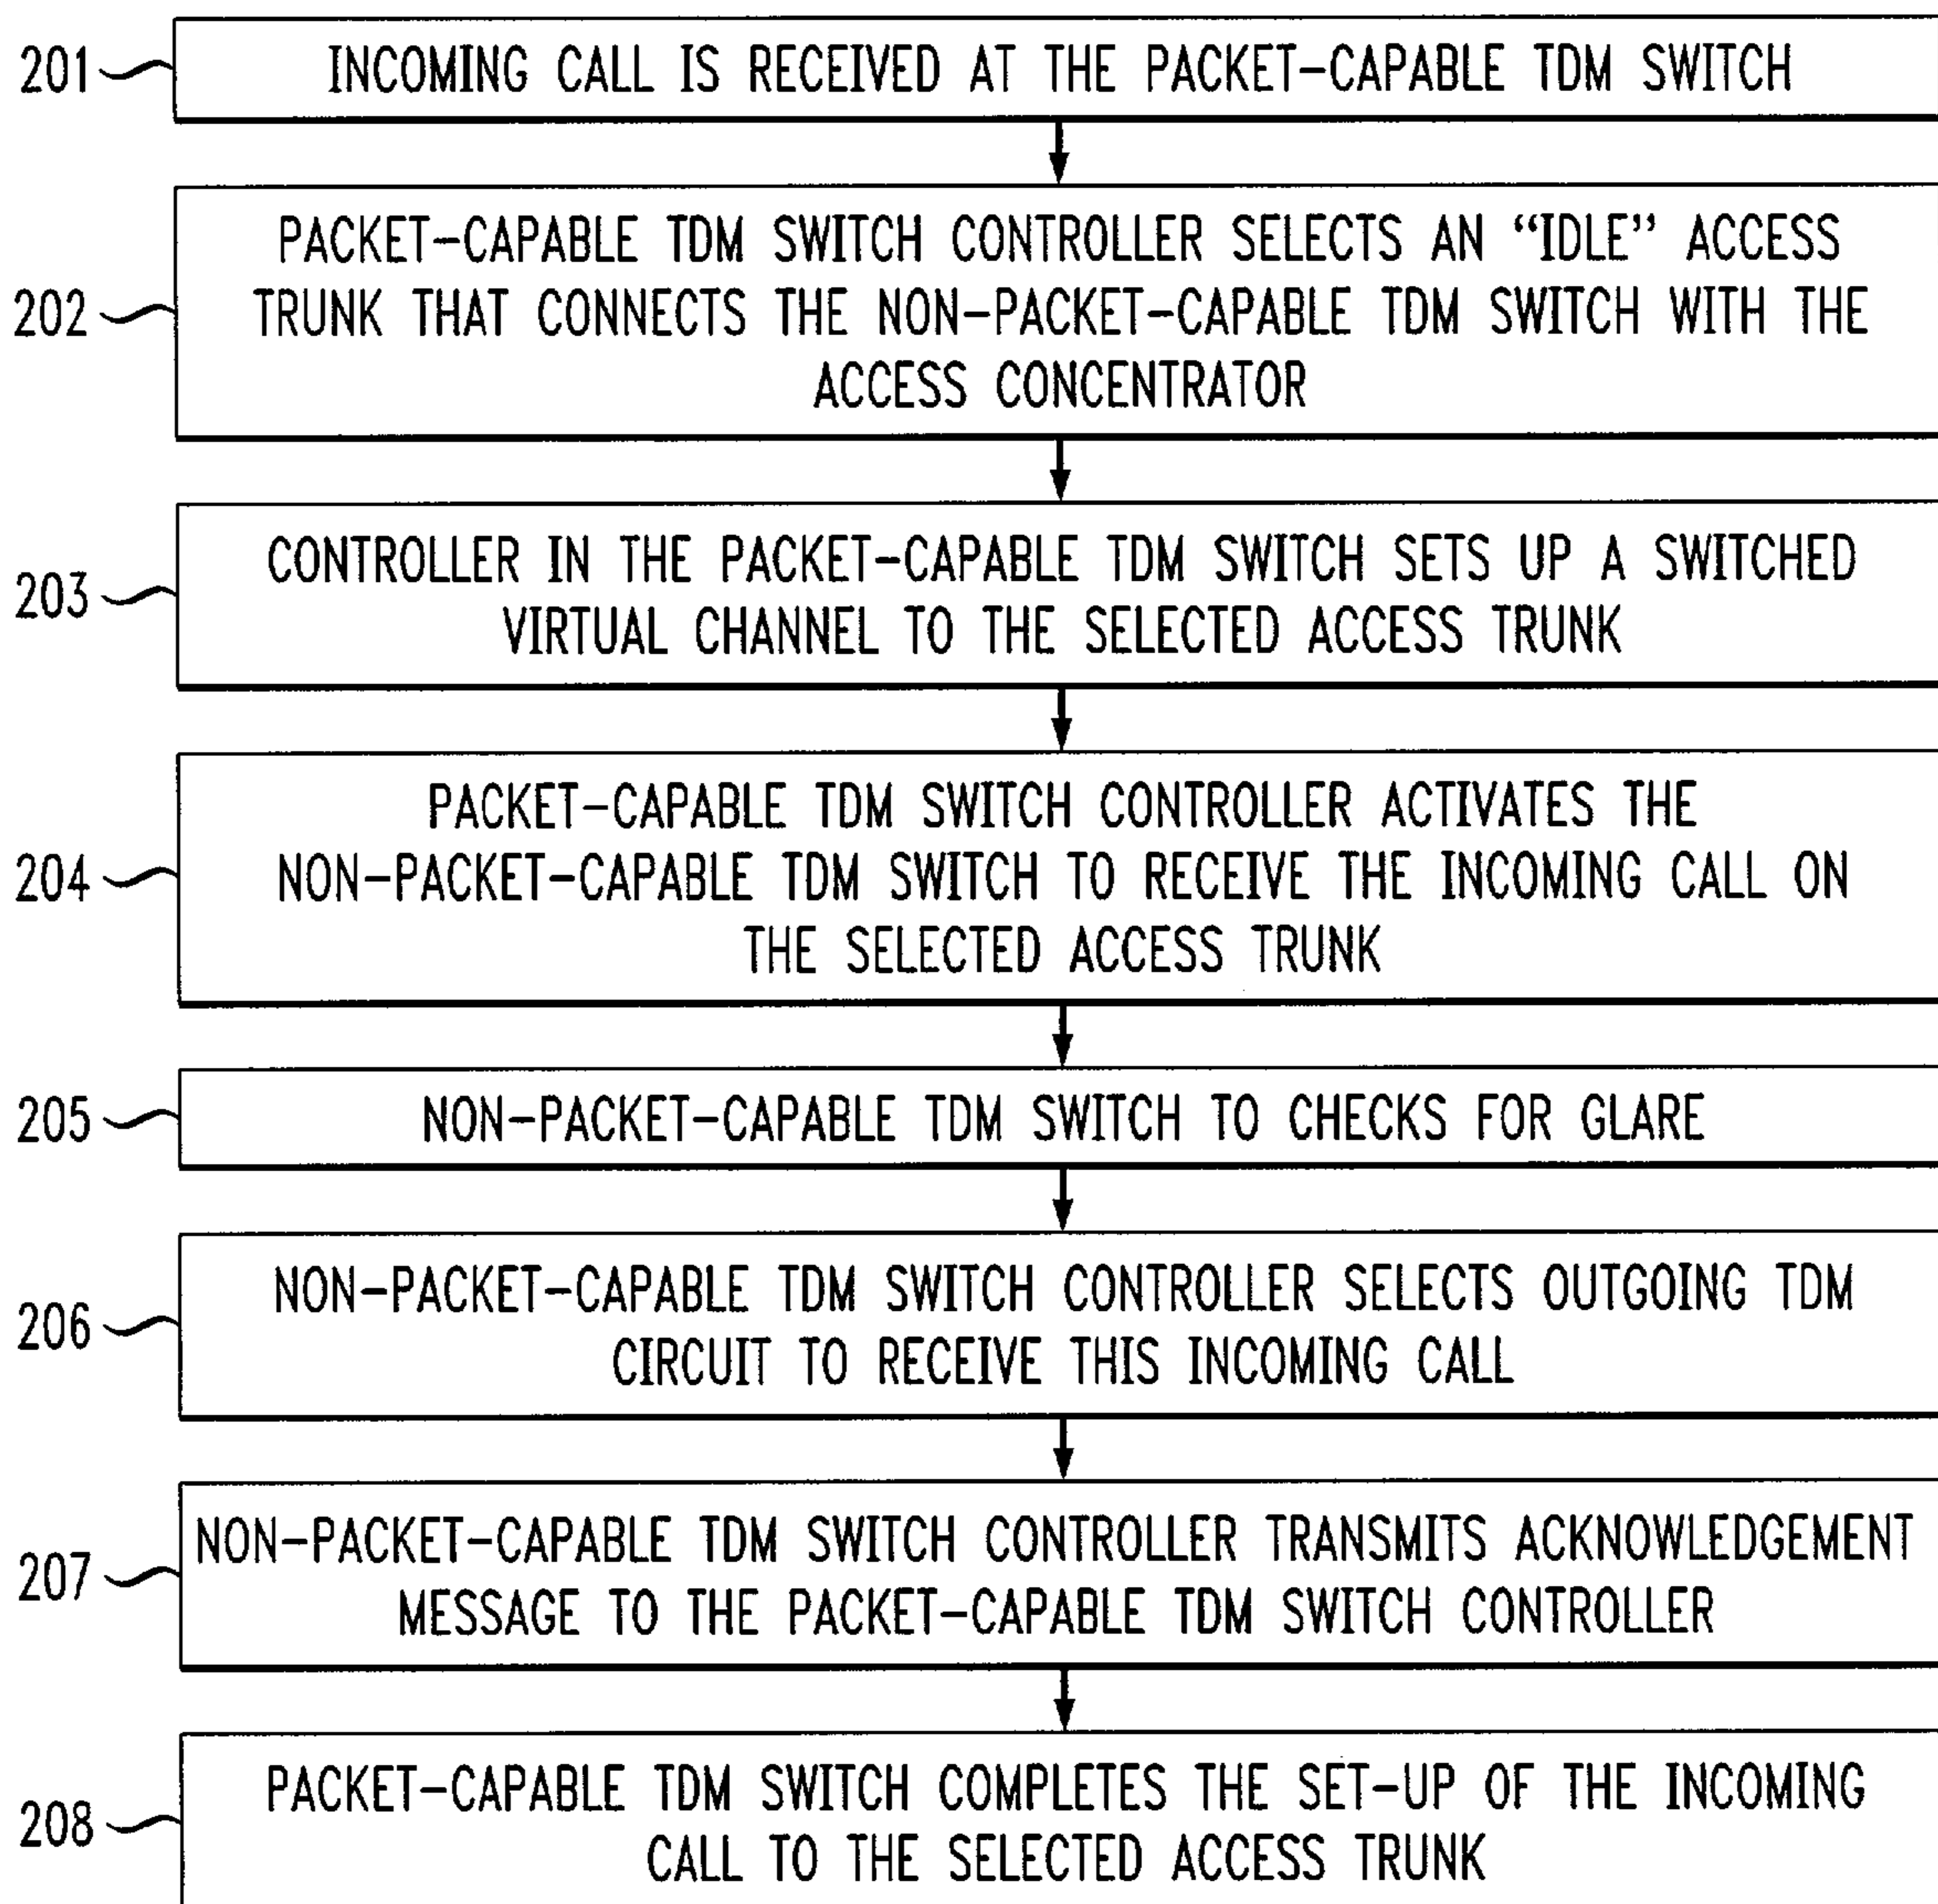 201
INCOMING CALL IS RECEIVED AT THE PACKET-CAPABLE TDM SWITCH
202
PACKET-CAPABLE TDM SWITCH CONTROLLER SELECTS AN “IDLE” ACCESS
TRUNK THAT CONNECTS THE NON-PACKET-CAPABLE TDM SWITCH WITH THE
ACCESS CONCENTRATOR
203
CONTROLLER IN THE PACKET-CAPABLE TDM SWITCH SETS UP A SWITCHED
VIRTUAL CHANNEL TO THE SELECTED ACCESS TRUNK
204
PACKET-CAPABLE TDM SWITCH CONTROLLER ACTIVATES THE
NON-PACKET-CAPABLE TDM SWITCH TO RECEIVE THE INCOMING CALL ON
THE SELECTED ACCESS TRUNK
205
NON-PACKET-CAPABLE TDM SWITCH TO CHECKS FOR GLARE
206
NON-PACKET-CAPABLE TDM SWITCH CONTROLLER SELECTS OUTGOING TDM
CIRCUIT TO RECEIVE THIS INCOMING CALL
207
NON-PACKET-CAPABLE TDM SWITCH CONTROLLER TRANSMITS ACKNOWLEDGEMENT
MESSAGE TO THE PACKET-CAPABLE TDM SWITCH CONTROLLER
208
PACKET-CAPABLE TDM SWITCH COMPLETES THE SET-UP OF THE INCOMING
CALL TO THE SELECTED ACCESS TRUNK